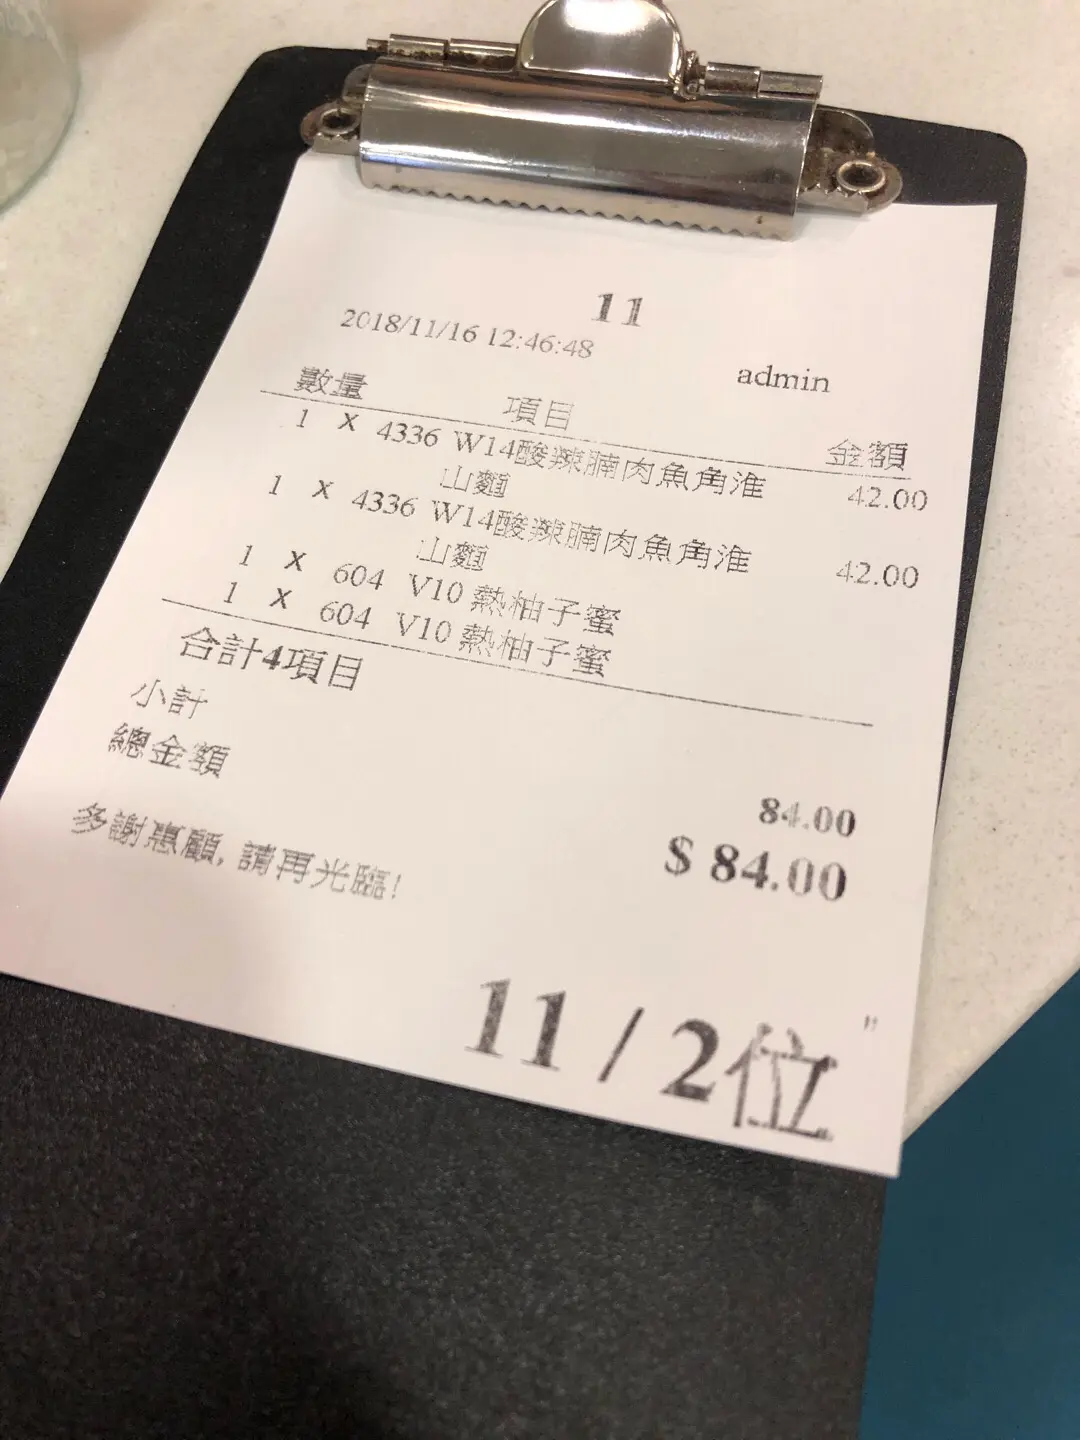 11
2018/11/16 12:46:48
admin
數量 項目 金額
1 X 4336 W14酸辣腩肉魚角淮 42.00
山麵
1 X 4336 W14酸辣腩肉魚角淮 42.00
山麵
1 X 604 V10 熱柚子蜜
1 X 604 V10 熱柚子蜜
合計4項目
小計 84.00
總金額 $ 84.00
多謝惠顧, 請再光臨!
11 / 2位
"